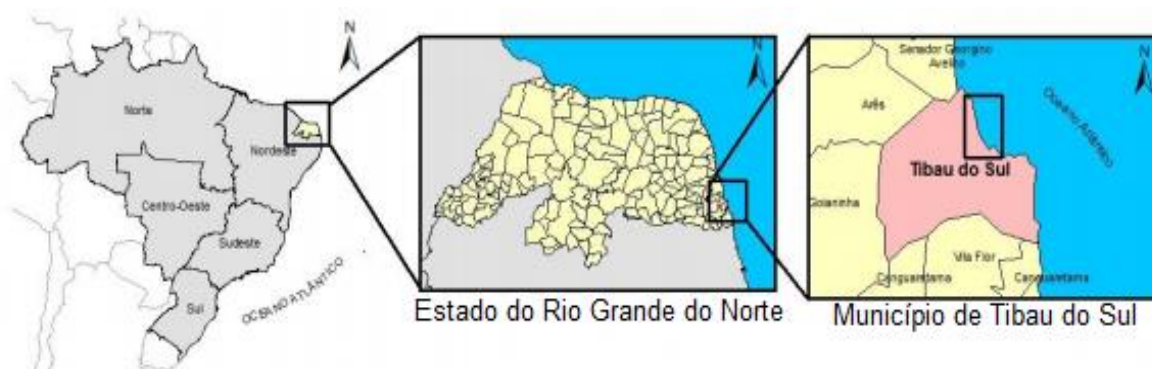 N
Norte
Nordeste
Centro-Oeste
Sudeste
Sul
OCEANO ATLÂNTICO
N
Estado do Rio Grande do Norte
N
Senador Georgino
Avelino
Arês
Oceano Atlântico
Tibau do Sul
Goianinha
Vila Flor
Canguaretama
Canguaretama
Município de Tibau do Sul